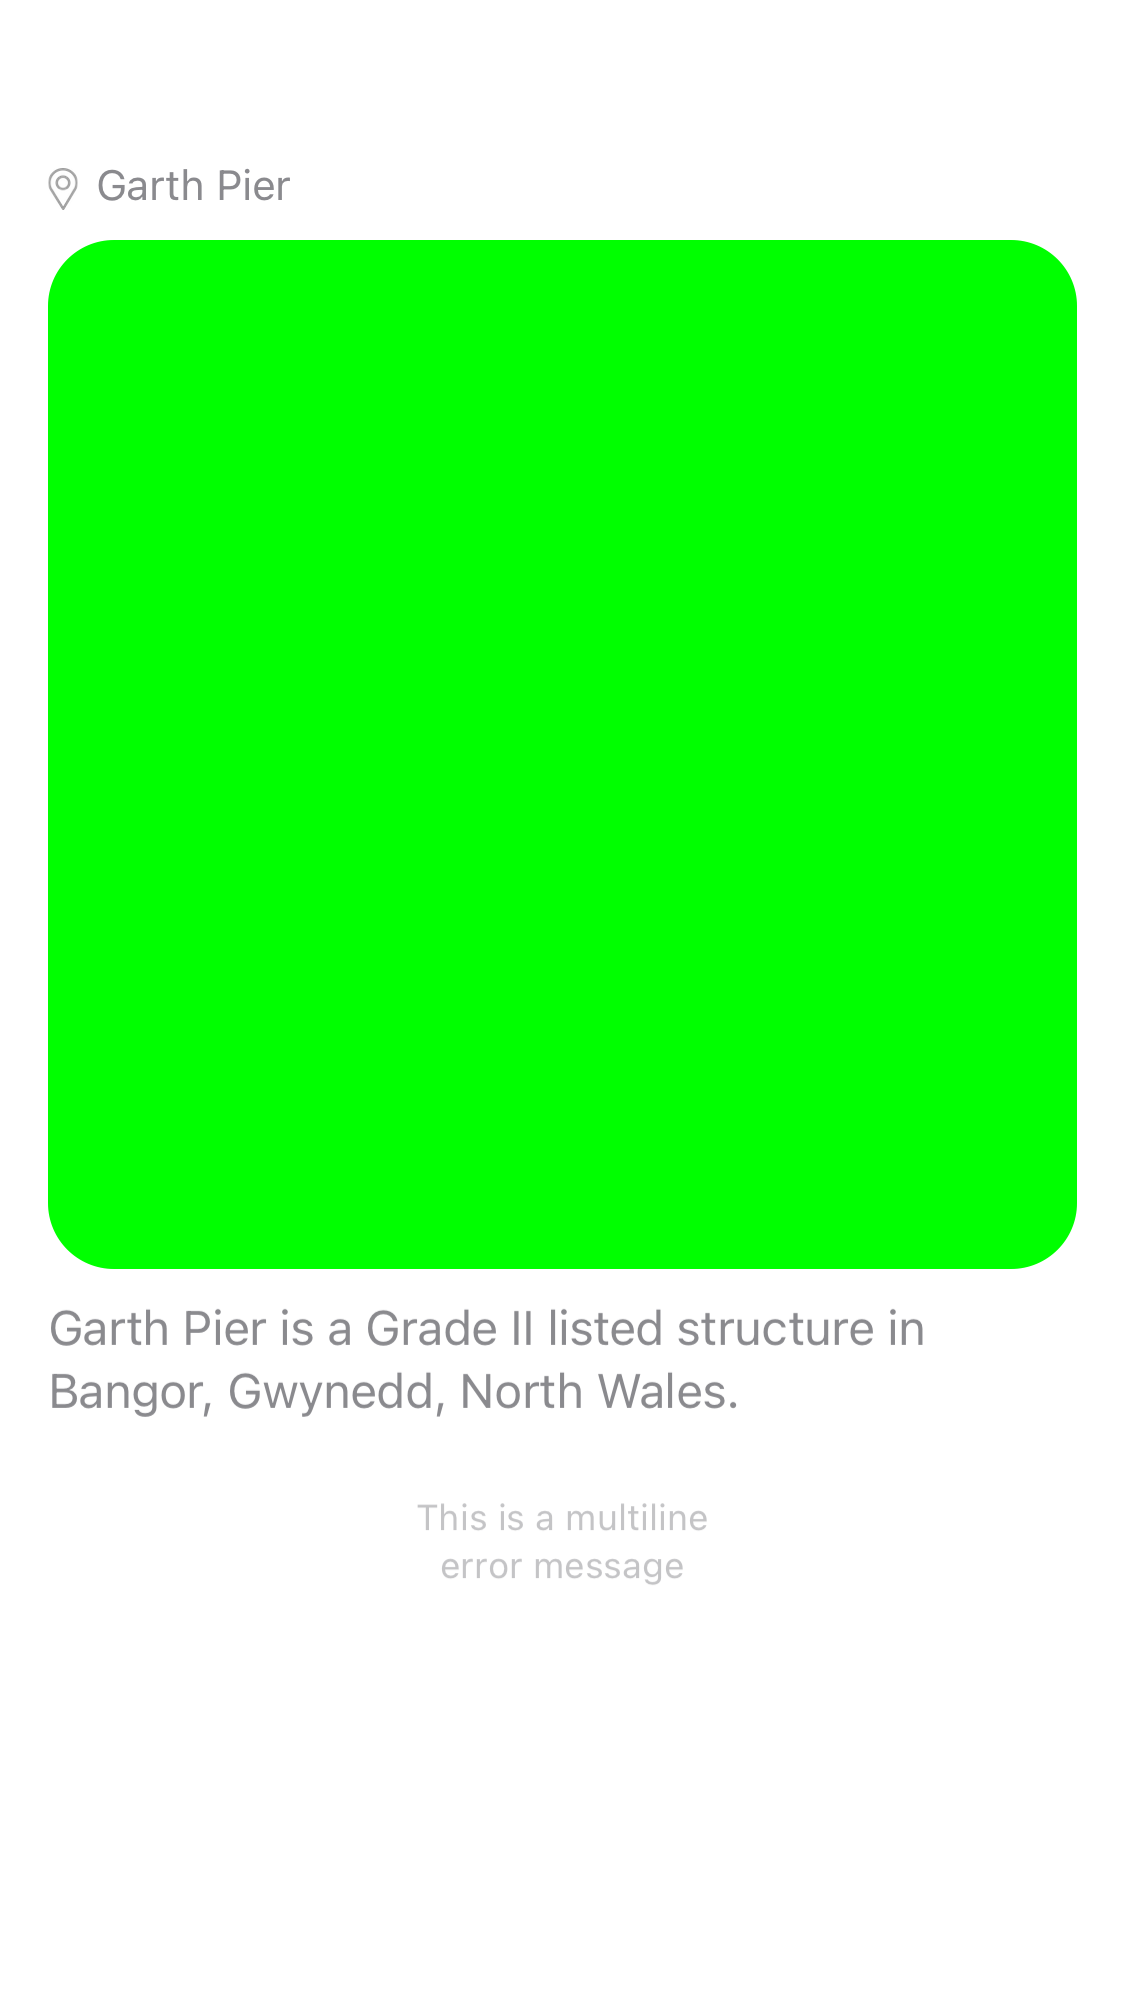 Garth Pier
Garth Pier is a Grade II listed structure in
Bangor, Gwynedd, North Wales.
This is a multiline
error message